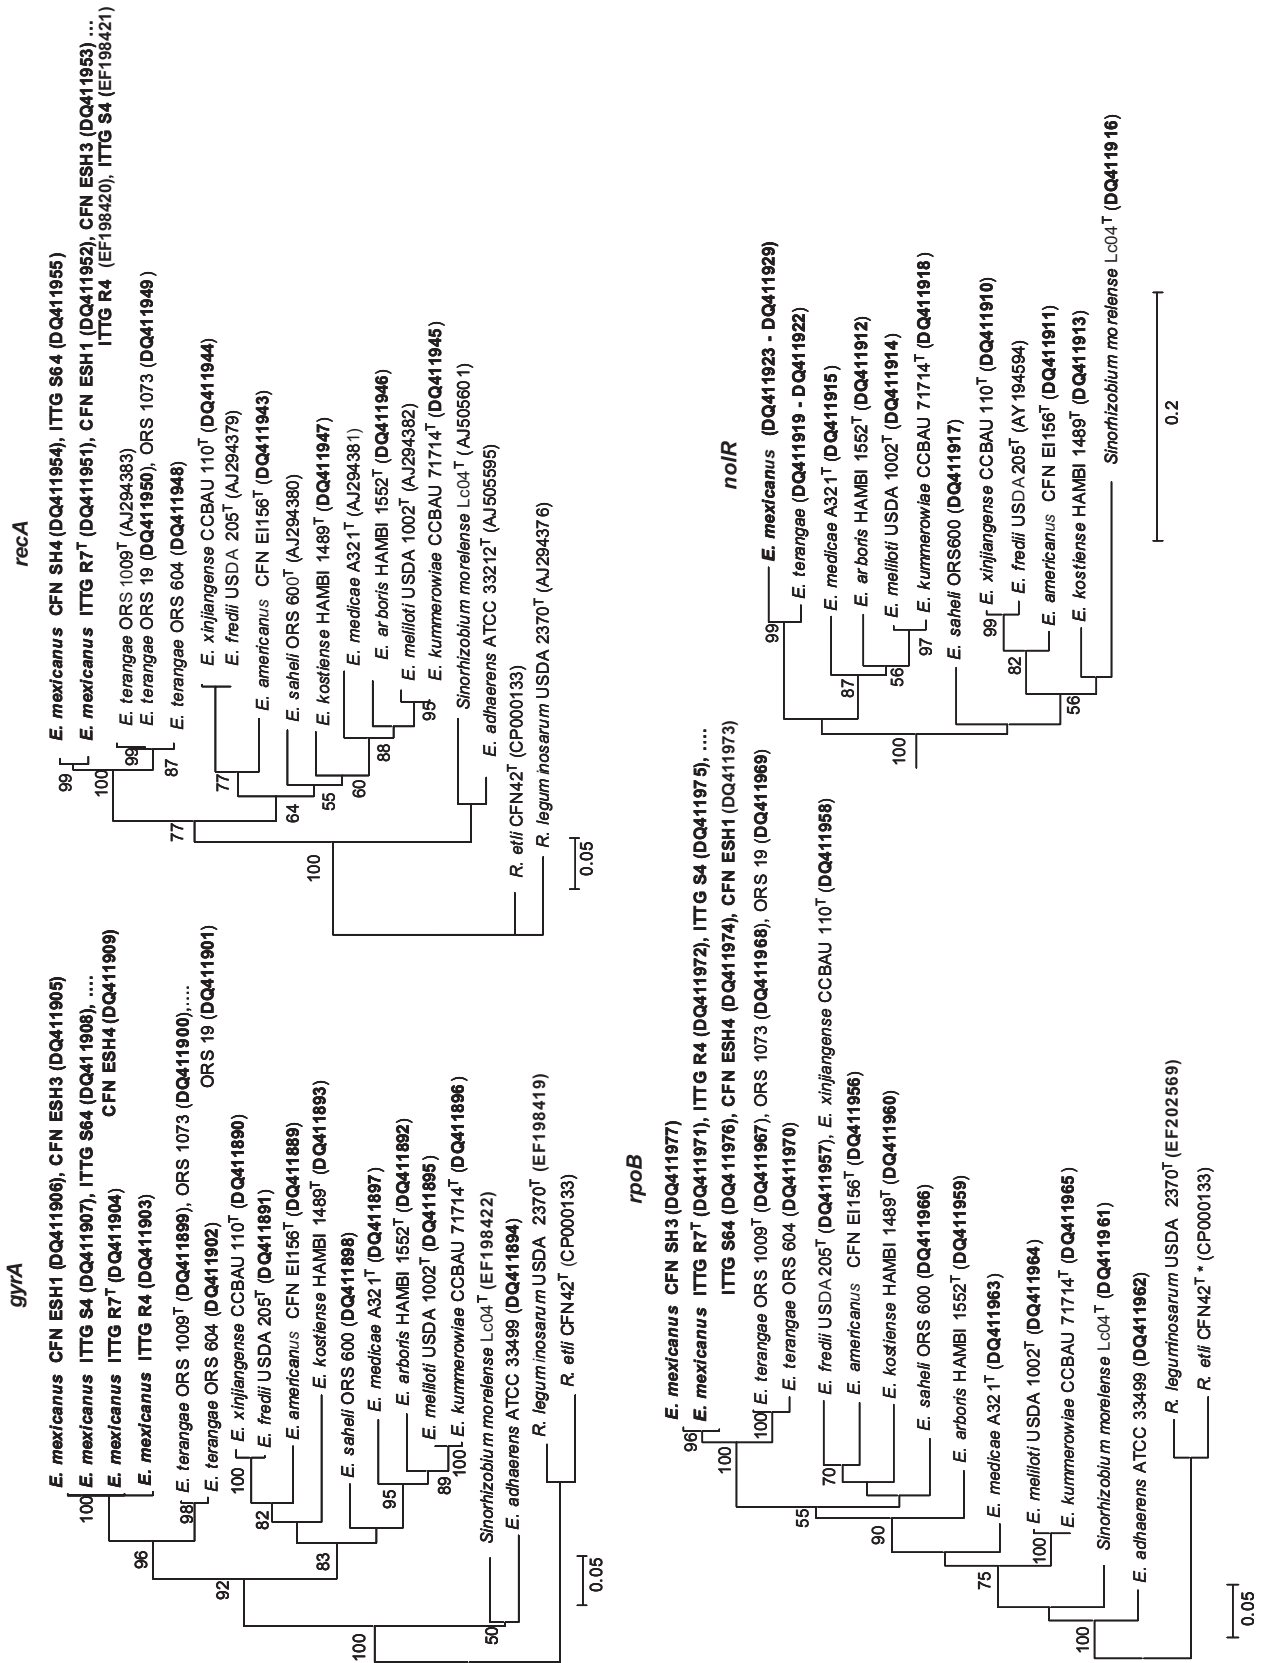 gyrA
E. mexicanus CFN ESH1 (DQ411906), CFN ESH3 (DQ411905)
E. mexicanus ITTG S4 (DQ411907), ITTG S64 (DQ411908), ....
CFN ESH4 (DQ411909)
E. mexicanus ITTG R7T (DQ411904)
E. mexicanus ITTG R4 (DQ411903)
E. terangae ORS 1009T (DQ411899), ORS 1073 (DQ411900),....
ORS 19 (DQ411901)
E. terangae ORS 604 (DQ411902)
E. xinjiangense CCBAU 110T (DQ411890)
E. fredii USDA 205T (DQ411891)
E. americanus CFN EI156T (DQ411889)
E. kostiense HAMBI 1489T (DQ411893)
E. saheli ORS 600 (DQ411898)
E. medicae A321T (DQ411897)
E. arboris HAMBI 1552T (DQ411892)
E. meliloti USDA 1002T (DQ411895)
E. kummerowiae CCBAU 71714T (DQ411896)
Sinorhizobium morelense Lc04T (EF198422)
E. adhaerens ATCC 33499 (DQ411894)
R. leguminosarum USDA 2370T (EF198419)
R. etli CFN42T (CP000133)
100
98
96
100
82
92
83
95
89
100
100
50
0.05
recA
E. mexicanus CFN SH4 (DQ411954), ITTG S64 (DQ411955)
E. mexicanus ITTG R7T (DQ411951), CFN ESH1 (DQ411952), CFN ESH3 (DQ411953) ...
ITTG R4 (EF198420), ITTG S4 (EF198421)
E. terangae ORS 1009T (AJ294383)
E. terangae ORS 19 (DQ411950), ORS 1073 (DQ411949)
E. terangae ORS 604 (DQ411948)
E. xinjiangense CCBAU 110T (DQ411944)
E. fredii USDA 205T (AJ294379)
E. americanus CFN EI156T (DQ411943)
E. saheli ORS 600T (AJ294380)
E. kostiense HAMBI 1489T (DQ411947)
E. medicae A321T (AJ294381)
E. arboris HAMBI 1552T (DQ411946)
E. meliloti USDA 1002T (AJ294382)
E. kummerowiae CCBAU 71714T (DQ411945)
Sinorhizobium morelense Lc04T (AJ505601)
E. adhaerens ATCC 33212T (AJ505595)
R. etli CFN42T (CP000133)
R. leguminosarum USDA 2370T (AJ294376)
99
100
99
87
77
77
64
55
60
88
95
100
0.05
rpoB
E. mexicanus CFN SH3 (DQ411977)
E. mexicanus ITTG R7T (DQ411971), ITTG R4 (DQ411972), ITTG S4 (DQ411975), ....
ITTG S64 (DQ411976), CFN ESH4 (DQ411974), CFN ESH1 (DQ411973)
E. terangae ORS 1009T (DQ411967), ORS 1073 (DQ411968), ORS 19 (DQ411969)
E. terangae ORS 604 (DQ411970)
E. fredii USDA 205T (DQ411957), E. xinjiangense CCBAU 110T (DQ411958)
E. americanus CFN EI156T (DQ411956)
E. kostiense HAMBI 1489T (DQ411960)
E. saheli ORS 600 (DQ411966)
E. arboris HAMBI 1552T (DQ411959)
E. medicae A321T (DQ411963)
E. meliloti USDA 1002T (DQ411964)
E. kummerowiae CCBAU 71714T (DQ411965)
Sinorhizobium morelens Lc04T (DQ411961)
E. adhaerens ATCC 33499 (DQ411962)
R. leguminosarum USDA 2370T (EF202569)
R. etli CFN42T * (CP000133)
96
100
100
55
70
90
75
100
100
0.05
nolR
E. mexicanus (DQ411923 - DQ411929)
E. terangae (DQ411919 - DQ411922)
E. medicae A321T (DQ411915)
E. arboris HAMBI 1552T (DQ411912)
E. meliloti USDA 1002T (DQ411914)
E. kummerowiae CCBAU 71714T (DQ411918)
E. saheli ORS600 (DQ411917)
E. xinjiangense CCBAU 110T (DQ411910)
E. fredii USDA205T (AY194594)
E. americanus CFN EI156T (DQ411911)
E. kostiense HAMBI 1489T (DQ411913)
Sinorhizobium morelense Lc04T (DQ411916)
99
87
56
97
100
99
82
56
0.2